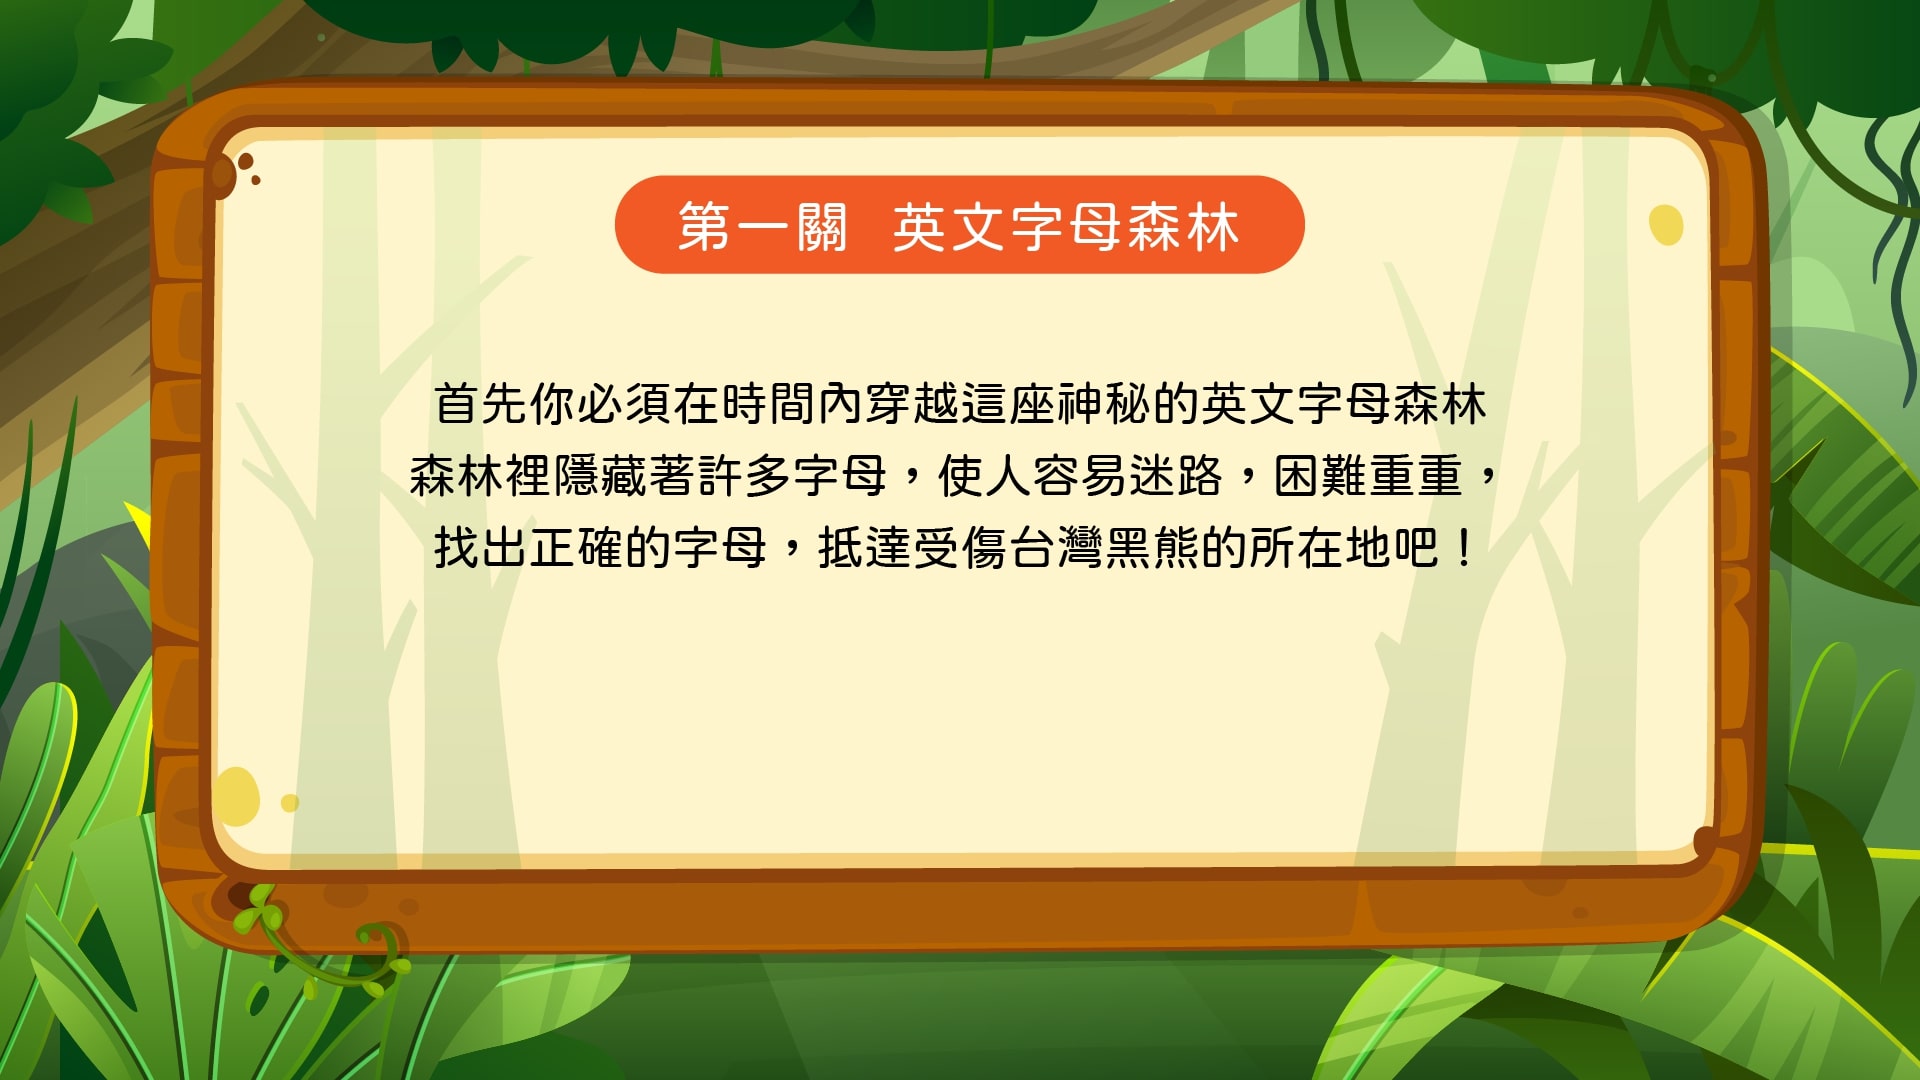 第一關 英文字母森林
首先你必須在時間內穿越這座神秘的英文字母森林
森林裡隱藏著許多字母，使人容易迷路，困難重重，
找出正確的字母，抵達受傷台灣黑熊的所在地吧！